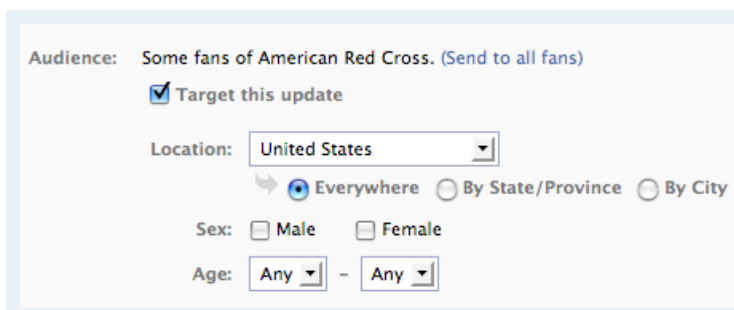 Audience: Some fans of American Red Cross. (Send to all fans)
Target this update
Location: United States
Everywhere By State/Province By City
Sex: Male Female
Age: Any – Any